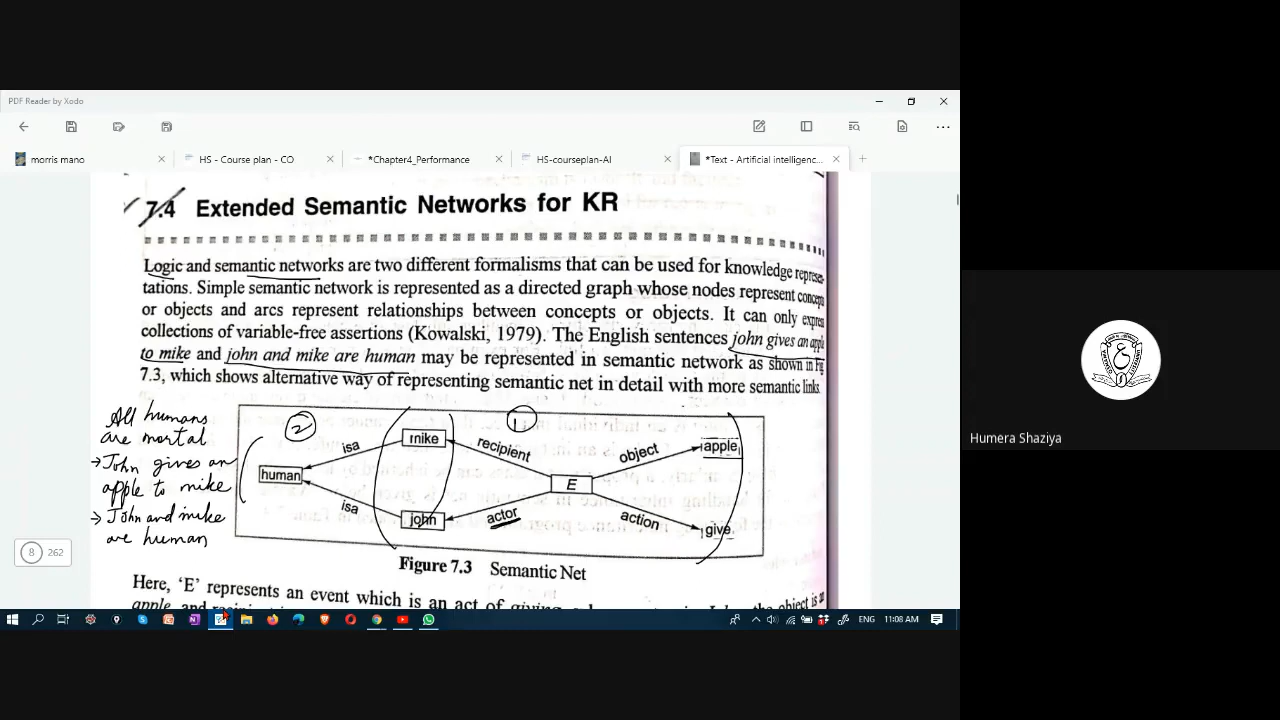 PDF Reader by Xodo
morris mano
HS - Course plan - CO
*Chapter4_Performance
HS-courseplan-AI
*Text - Artificial intelligenc...
7.4 Extended Semantic Networks for KR
Logic and semantic networks are two different formalisms that can be used for knowledge represen-
tations. Simple semantic network is represented as a directed graph whose nodes represent concepts
or objects and arcs represent relationships between concepts or objects. It can only express
collections of variable-free assertions (Kowalski, 1979). The English sentences john gives an apple
to mike and john and mike are human may be represented in semantic network as shown in Fig
7.3, which shows alternative way of representing semantic net in detail with more semantic links.
All humans
are mortal
→ John gives an
apple to mike
→ John and mike
are human
2
1
isa
mike
recipient
object
apple
human
E
isa
john
actor
action
give
Figure 7.3 Semantic Net
Here, 'E' represents an event which is an act of giving
8 262
Humera Shaziya
ENG
11:08 AM